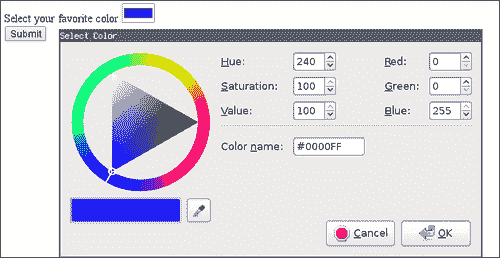 Select your favorite color
Submit
Select Color
Hue: 240 Red: 0
Saturation: 100 Green: 0
Value: 100 Blue: 255
Color name: #0000FF
Cancel OK